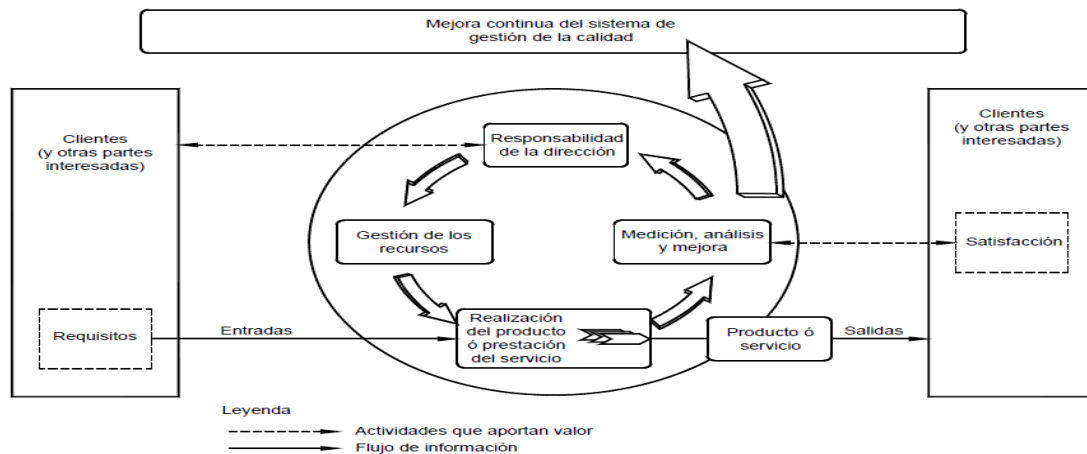 Mejora continua del sistema de
gestión de la calidad
Clientes
(y otras partes
interesadas)
Responsabilidad
de la dirección
Clientes
(y otras partes
interesadas)
Gestión de los
recursos
Medición, análisis
y mejora
Satisfacción
Requisitos
Entradas
Realización
del producto
ó prestación
del servicio
Producto ó
servicio
Salidas
Leyenda
Actividades que aportan valor
Flujo de información